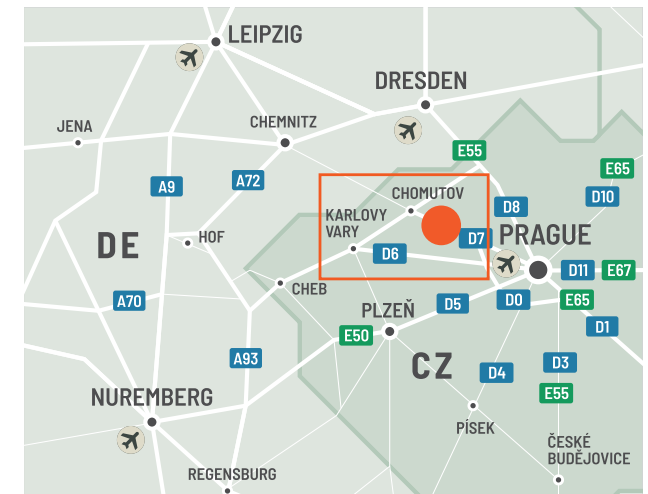 LEIPZIG
DRESDEN
JENA
CHEMNITZ
E55
E65
A9
A72
D10
CHOMUTOV
D8
KARLOVY
VARY
PRAGUE
DE
HOF
D7
D6
D11
E67
CHEB
A70
D5
D0
E65
PLZEŇ
D1
E50
A93
CZ
D4
D3
E55
NUREMBERG
PÍSEK
ČESKÉ
BUDĚJOVICE
REGENSBURG